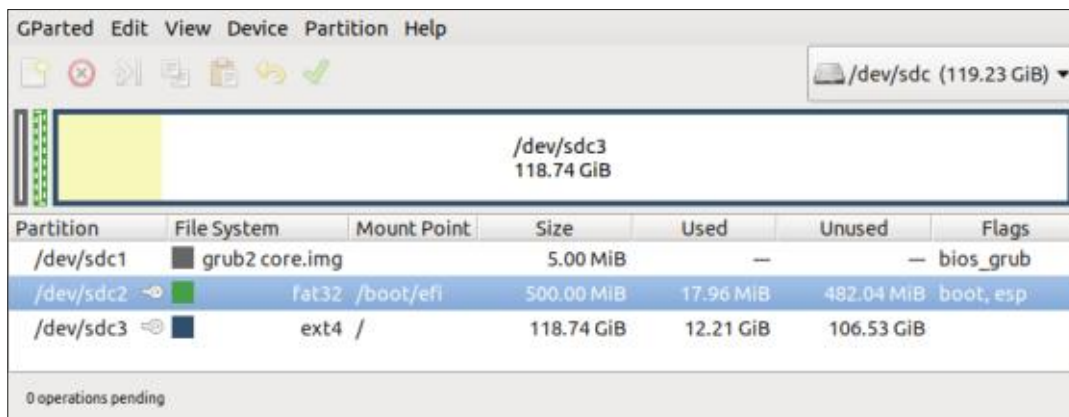 GParted Edit View Device Partition Help
/dev/sdc (119.23 GiB)
/dev/sdc3
118.74 GiB
Partition File System Mount Point Size Used Unused Flags
/dev/sdc1 grub2 core.img 5.00 MiB — — bios_grub
/dev/sdc2 fat32 /boot/efi 500.00 MiB 17.96 MiB 482.04 MiB boot, esp
/dev/sdc3 ext4 / 118.74 GiB 12.21 GiB 106.53 GiB
0 operations pending